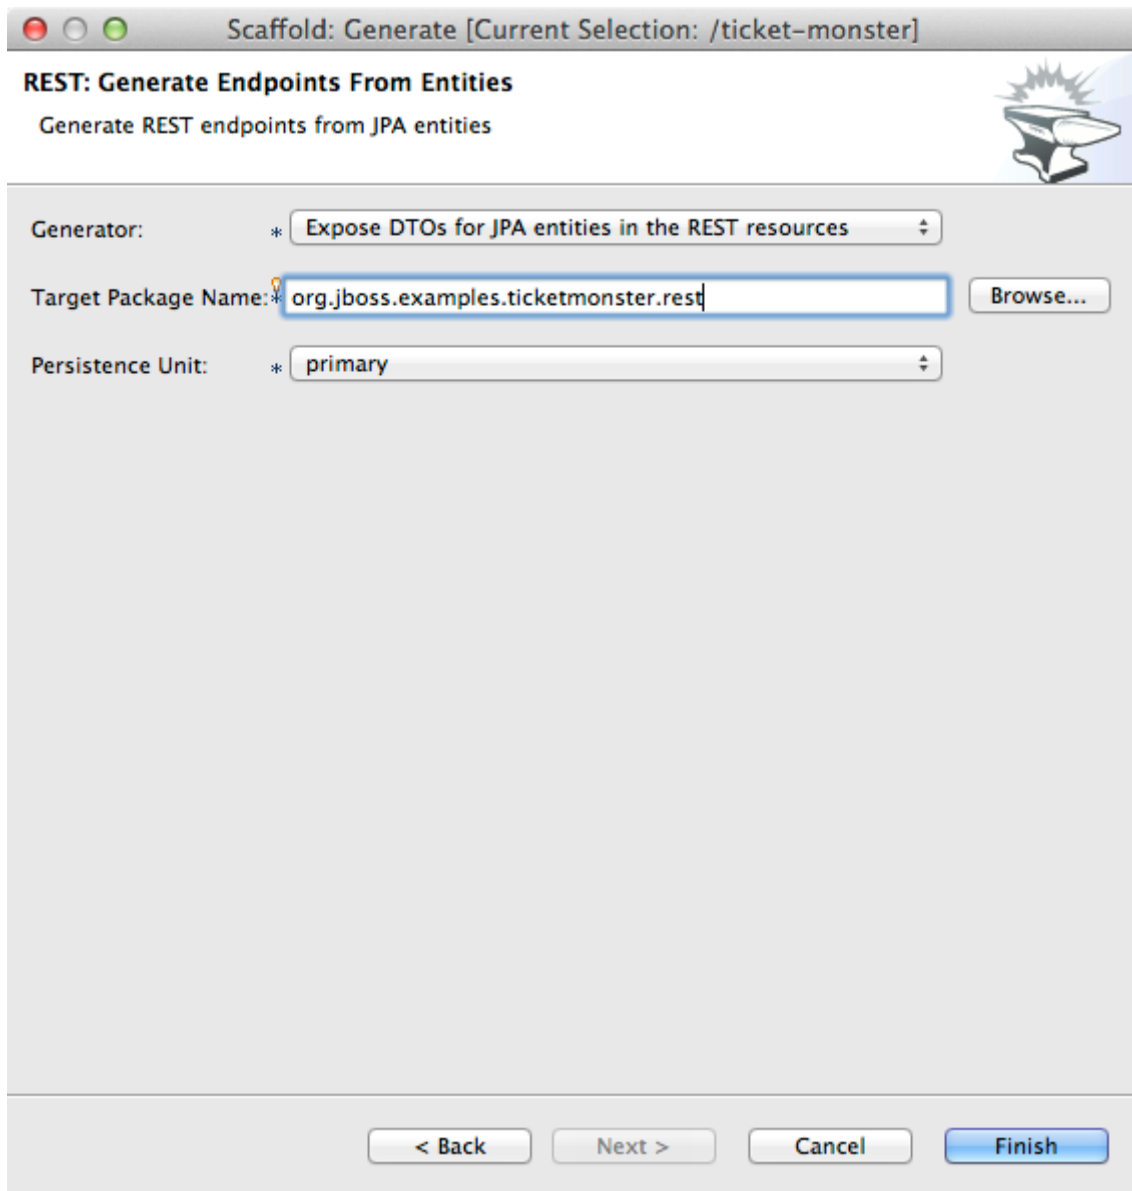 Scaffold: Generate [Current Selection: /ticket-monster]
REST: Generate Endpoints From Entities
Generate REST endpoints from JPA entities
Generator: * Expose DTOs for JPA entities in the REST resources
Target Package Name: * org.jboss.examples.ticketmonster.rest Browse...
Persistence Unit: * primary
< Back Next > Cancel Finish